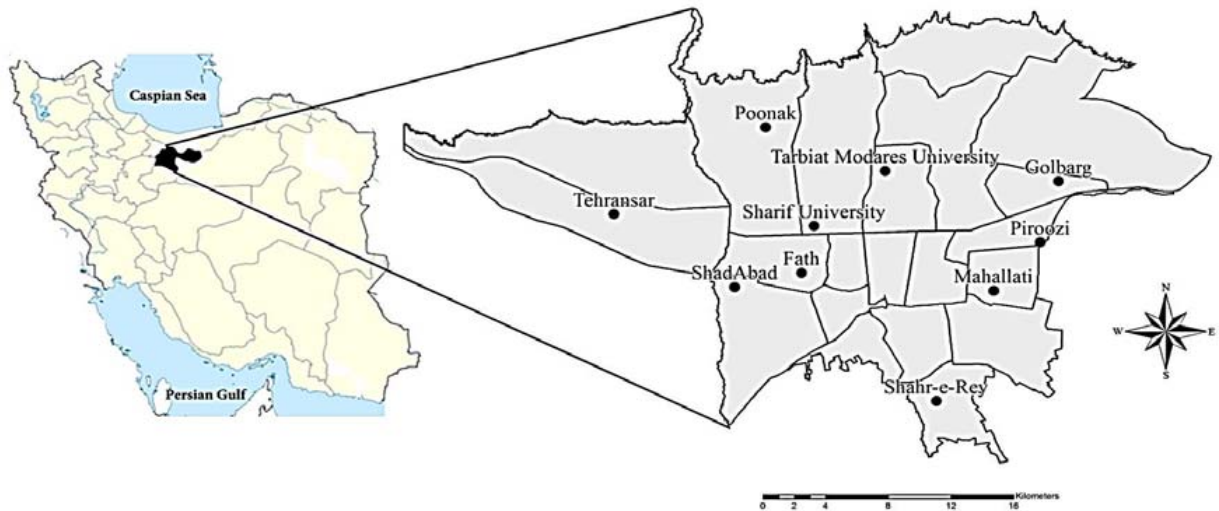 Caspian Sea
Persian Gulf
Poonak
Tarbiat Modares University
Golbarg
Tehransar
Sharif University
Piroozi
Fath
ShadAbad
Mahallati
Shahr-e-Rey
N
W E
S
Kilometers
0 2 4 8 12 16